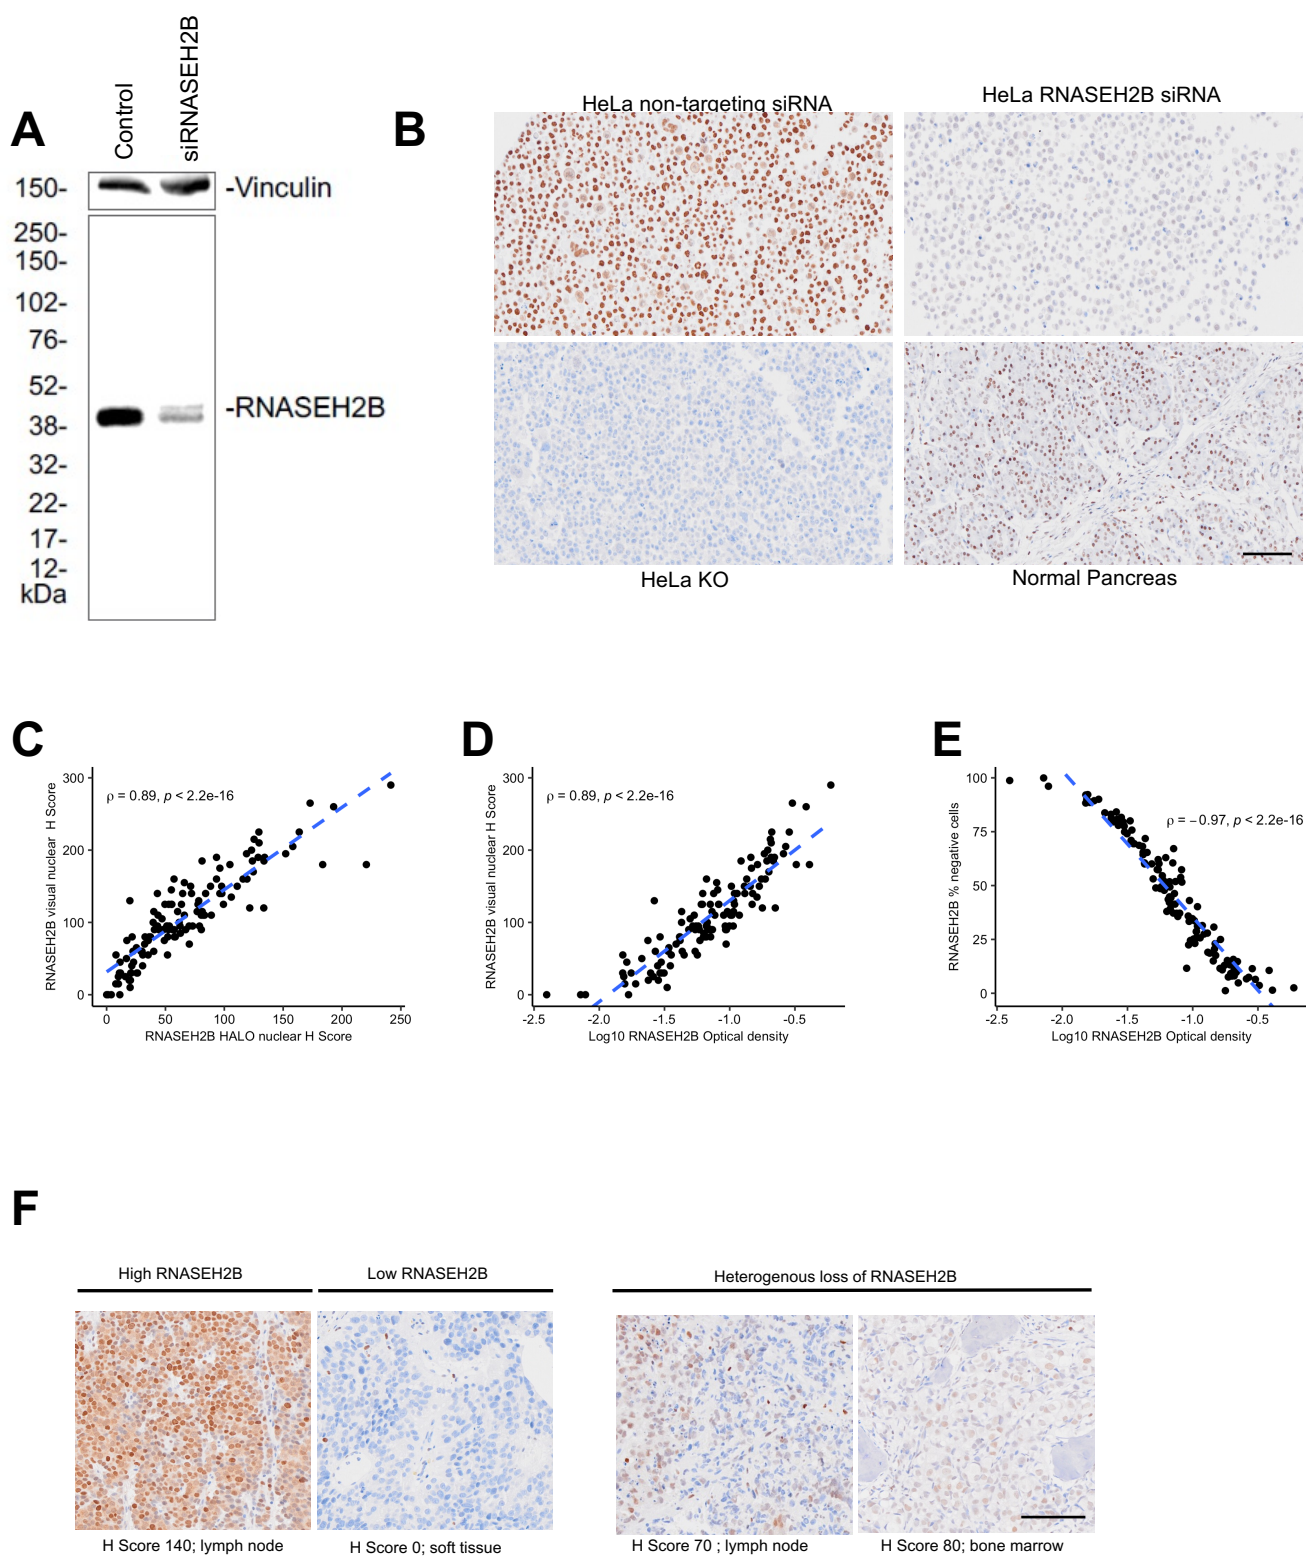 A
Control
siRNASEH2B
150-
-Vinculin
250-
150-
102-
76-
52-
-RNASEH2B
38-
32-
22-
17-
12-
kDa
B
HeLa non-targeting siRNA
HeLa RNASEH2B siRNA
HeLa KO
Normal Pancreas
C
RNASEH2B visual nuclear H Score
300
200
100
0
ρ = 0.89, p < 2.2e-16
0 50 100 150 200 250
RNASEH2B HALO nuclear H Score
D
RNASEH2B visual nuclear H Score
300
200
100
0
ρ = 0.89, p < 2.2e-16
-2.5 -2.0 -1.5 -1.0 -0.5
Log10 RNASEH2B Optical density
E
RNASEH2B % negative cells
100
75
50
25
0
ρ = −0.97, p < 2.2e-16
-2.5 -2.0 -1.5 -1.0 -0.5
Log10 RNASEH2B Optical density
F
High RNASEH2B
Low RNASEH2B
Heterogenous loss of RNASEH2B
H Score 140; lymph node
H Score 0; soft tissue
H Score 70 ; lymph node
H Score 80; bone marrow